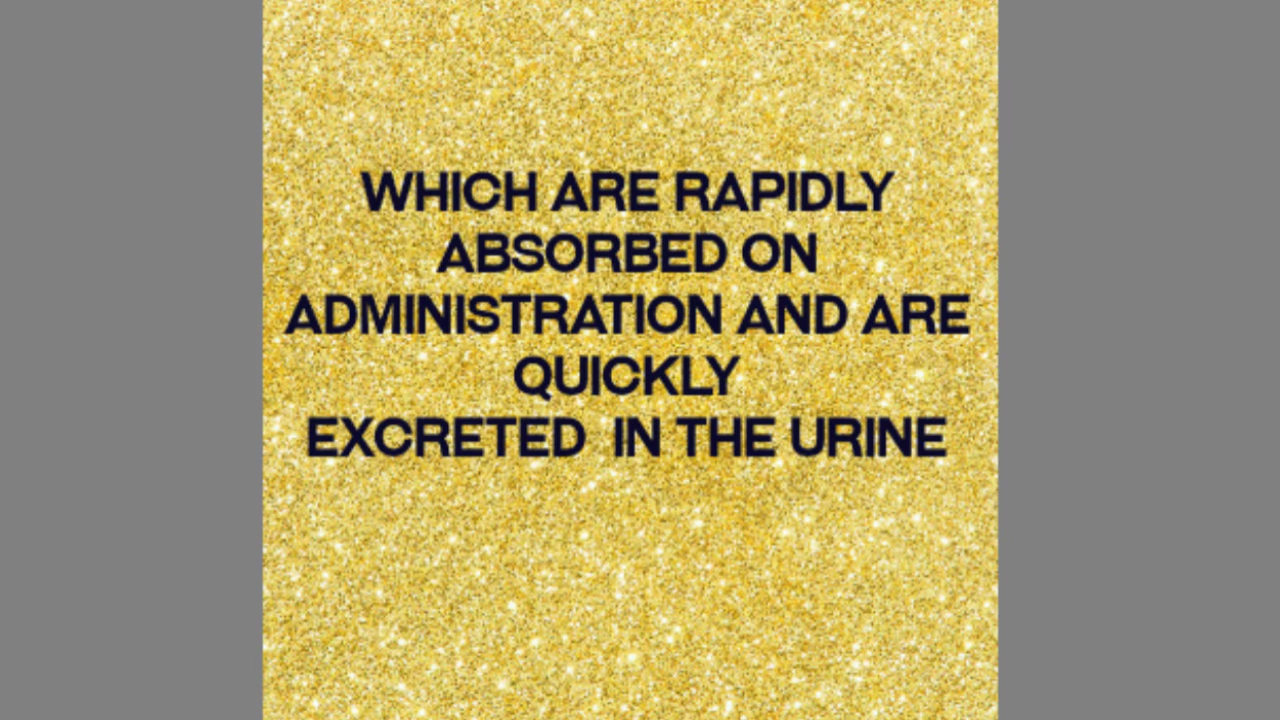 WHICH ARE RAPIDLY
ABSORBED ON
ADMINISTRATION AND ARE
QUICKLY
EXCRETED  IN THE URINE